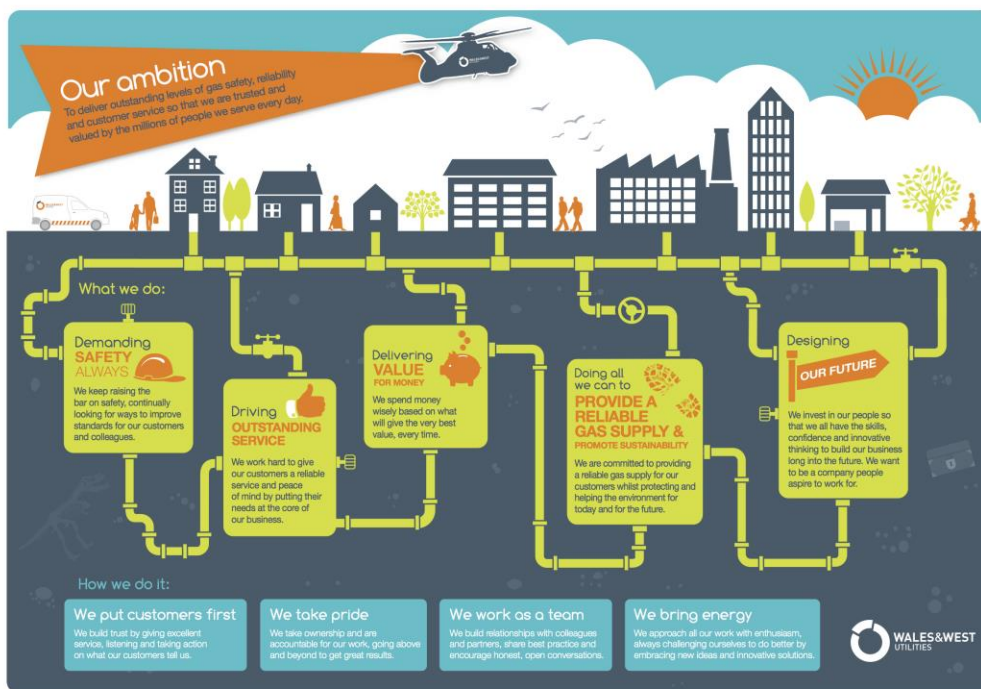 Our ambition
To deliver outstanding levels of gas safety, reliability
and customer service so that we are trusted and
valued by the millions of people we serve every day.
What we do:
Demanding
SAFETY
ALWAYS
We keep raising the
bar on safety, continually
looking for ways to improve
standards for our customers
and colleagues.
Driving
OUTSTANDING
SERVICE
We work hard to give
our customers a reliable
service and peace
of mind by putting their
needs at the core of
our business.
Delivering
VALUE
FOR MONEY
We spend money
wisely based on what
will give the very best
value, every time.
Doing all
we can to
PROVIDE A
RELIABLE
GAS SUPPLY &
PROMOTE SUSTAINABILITY
We are committed to providing
a reliable gas supply for our
customers whilst protecting and
helping the environment for
today and for the future.
Designing
OUR FUTURE
We invest in our people so
that we all have the skills,
confidence and innovative
thinking to build our business
long into the future. We want
to be a company people
aspire to work for.
How we do it:
We put customers first
We build trust by giving excellent
service, listening and taking action
on what our customers tell us.
We take pride
We take ownership and are
accountable for our work, going above
and beyond to get great results.
We work as a team
We build relationships with colleagues
and partners, share best practice and
encourage honest, open conversations.
We bring energy
We approach all our work with enthusiasm,
always challenging ourselves to do better by
embracing new ideas and innovative solutions.
WALES&WEST
UTILITIES